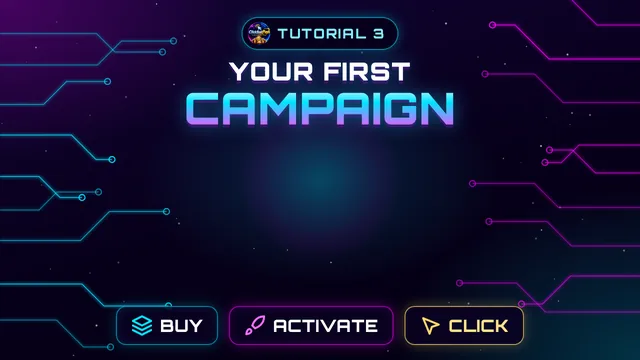 TUTORIAL 3
YOUR FIRST
CAMPAIGN
BUY
ACTIVATE
CLICK